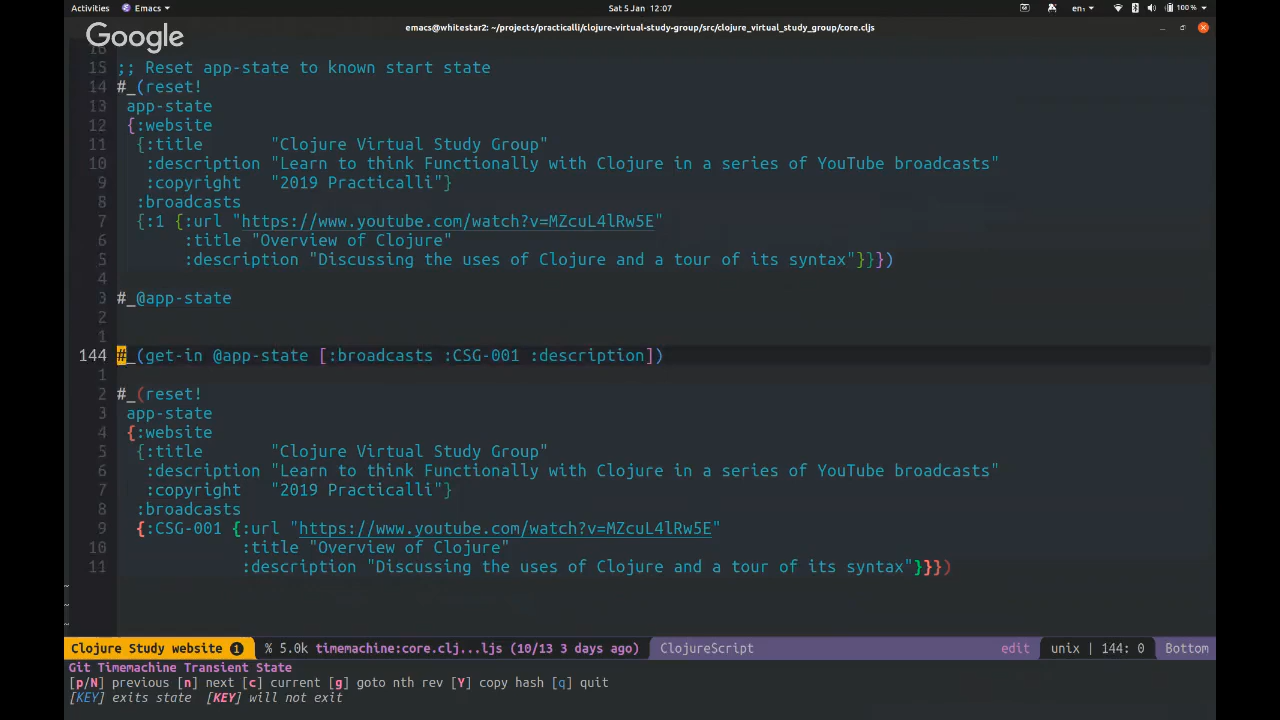 Activities Emacs Sat 5 Jan 12:07 en₁ 100 %
emacs@whitestar2: ~/projects/practicalli/clojure-virtual-study-group/src/clojure_virtual_study_group/core.cljs
Google
16
15 ;; Reset app-state to known start state
14 #_(reset!
13 app-state
12 {:website
11 {:title "Clojure Virtual Study Group"
10 :description "Learn to think Functionally with Clojure in a series of YouTube broadcasts"
9 :copyright "2019 Practicalli"}
8 :broadcasts
7 {:1 {:url "https://www.youtube.com/watch?v=MZcuL4lRw5E"
6 :title "Overview of Clojure"
5 :description "Discussing the uses of Clojure and a tour of its syntax"}}})
4
3 #_@app-state
2
1
144 #_(get-in @app-state [:broadcasts :CSG-001 :description])
1
2 #_(reset!
3 app-state
4 {:website
5 {:title "Clojure Virtual Study Group"
6 :description "Learn to think Functionally with Clojure in a series of YouTube broadcasts"
7 :copyright "2019 Practicalli"}
8 :broadcasts
9 {:CSG-001 {:url "https://www.youtube.com/watch?v=MZcuL4lRw5E"
10 :title "Overview of Clojure"
11 :description "Discussing the uses of Clojure and a tour of its syntax"}}})
~
~
~
Clojure Study website 1 % 5.0k timemachine:core.clj...ljs (10/13 3 days ago) ClojureScript edit unix | 144: 0 Bottom
Git Timemachine Transient State
[p/N] previous [n] next [c] current [g] goto nth rev [Y] copy hash [q] quit
[KEY] exits state [KEY] will not exit